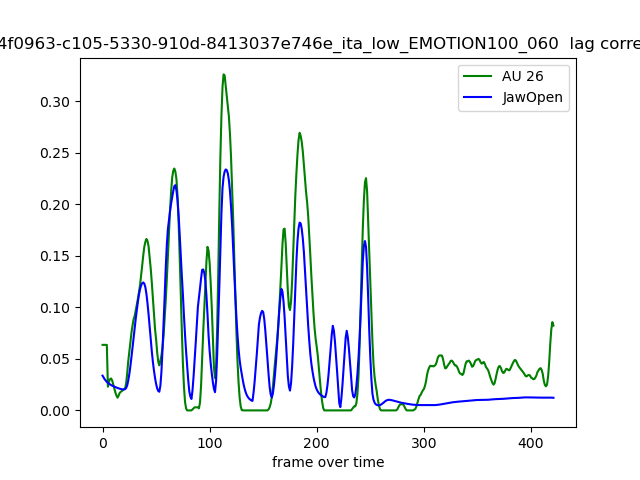 4f0963-c105-5330-910d-8413037e746e_ita_low_EMOTION100_060 lag corre
AU 26
JawOpen
0.30
0.25
0.20
0.15
0.10
0.05
0.00
0 100 200 300 400
frame over time